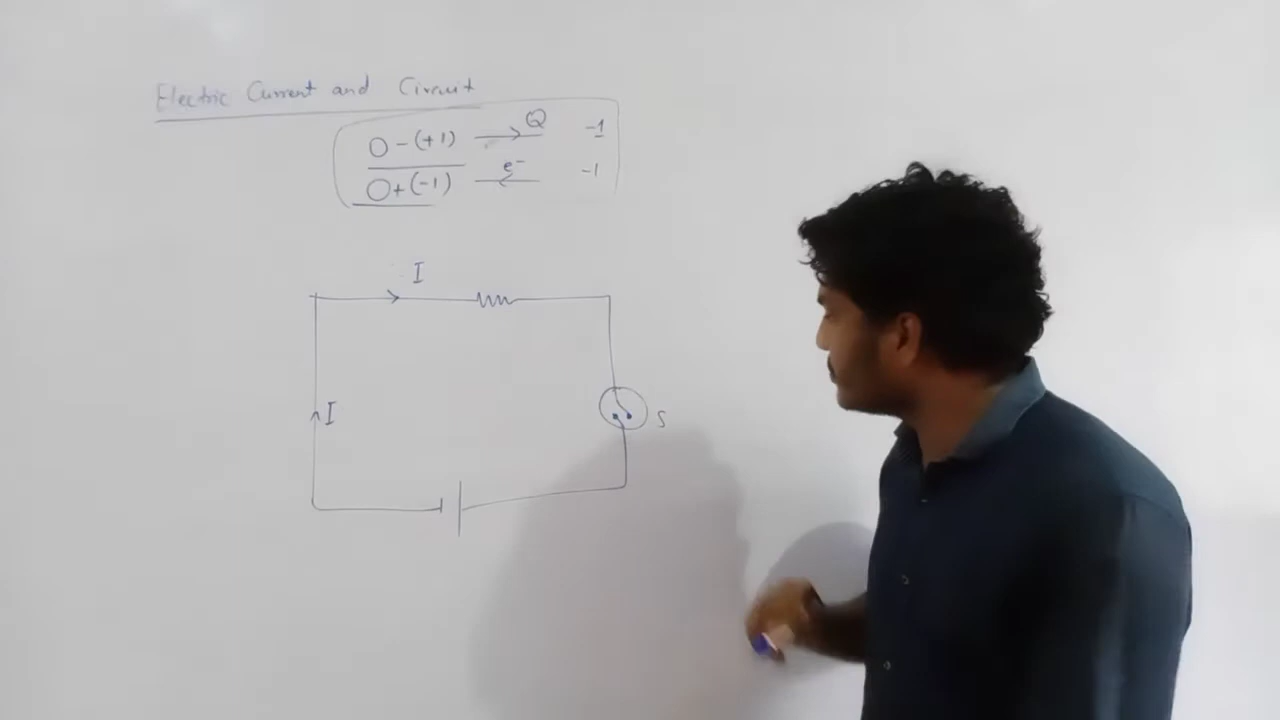 Electric Current and Circuit
0 - (+1) → Q -1
0 + (-1) ← e⁻ -1
I
I
S